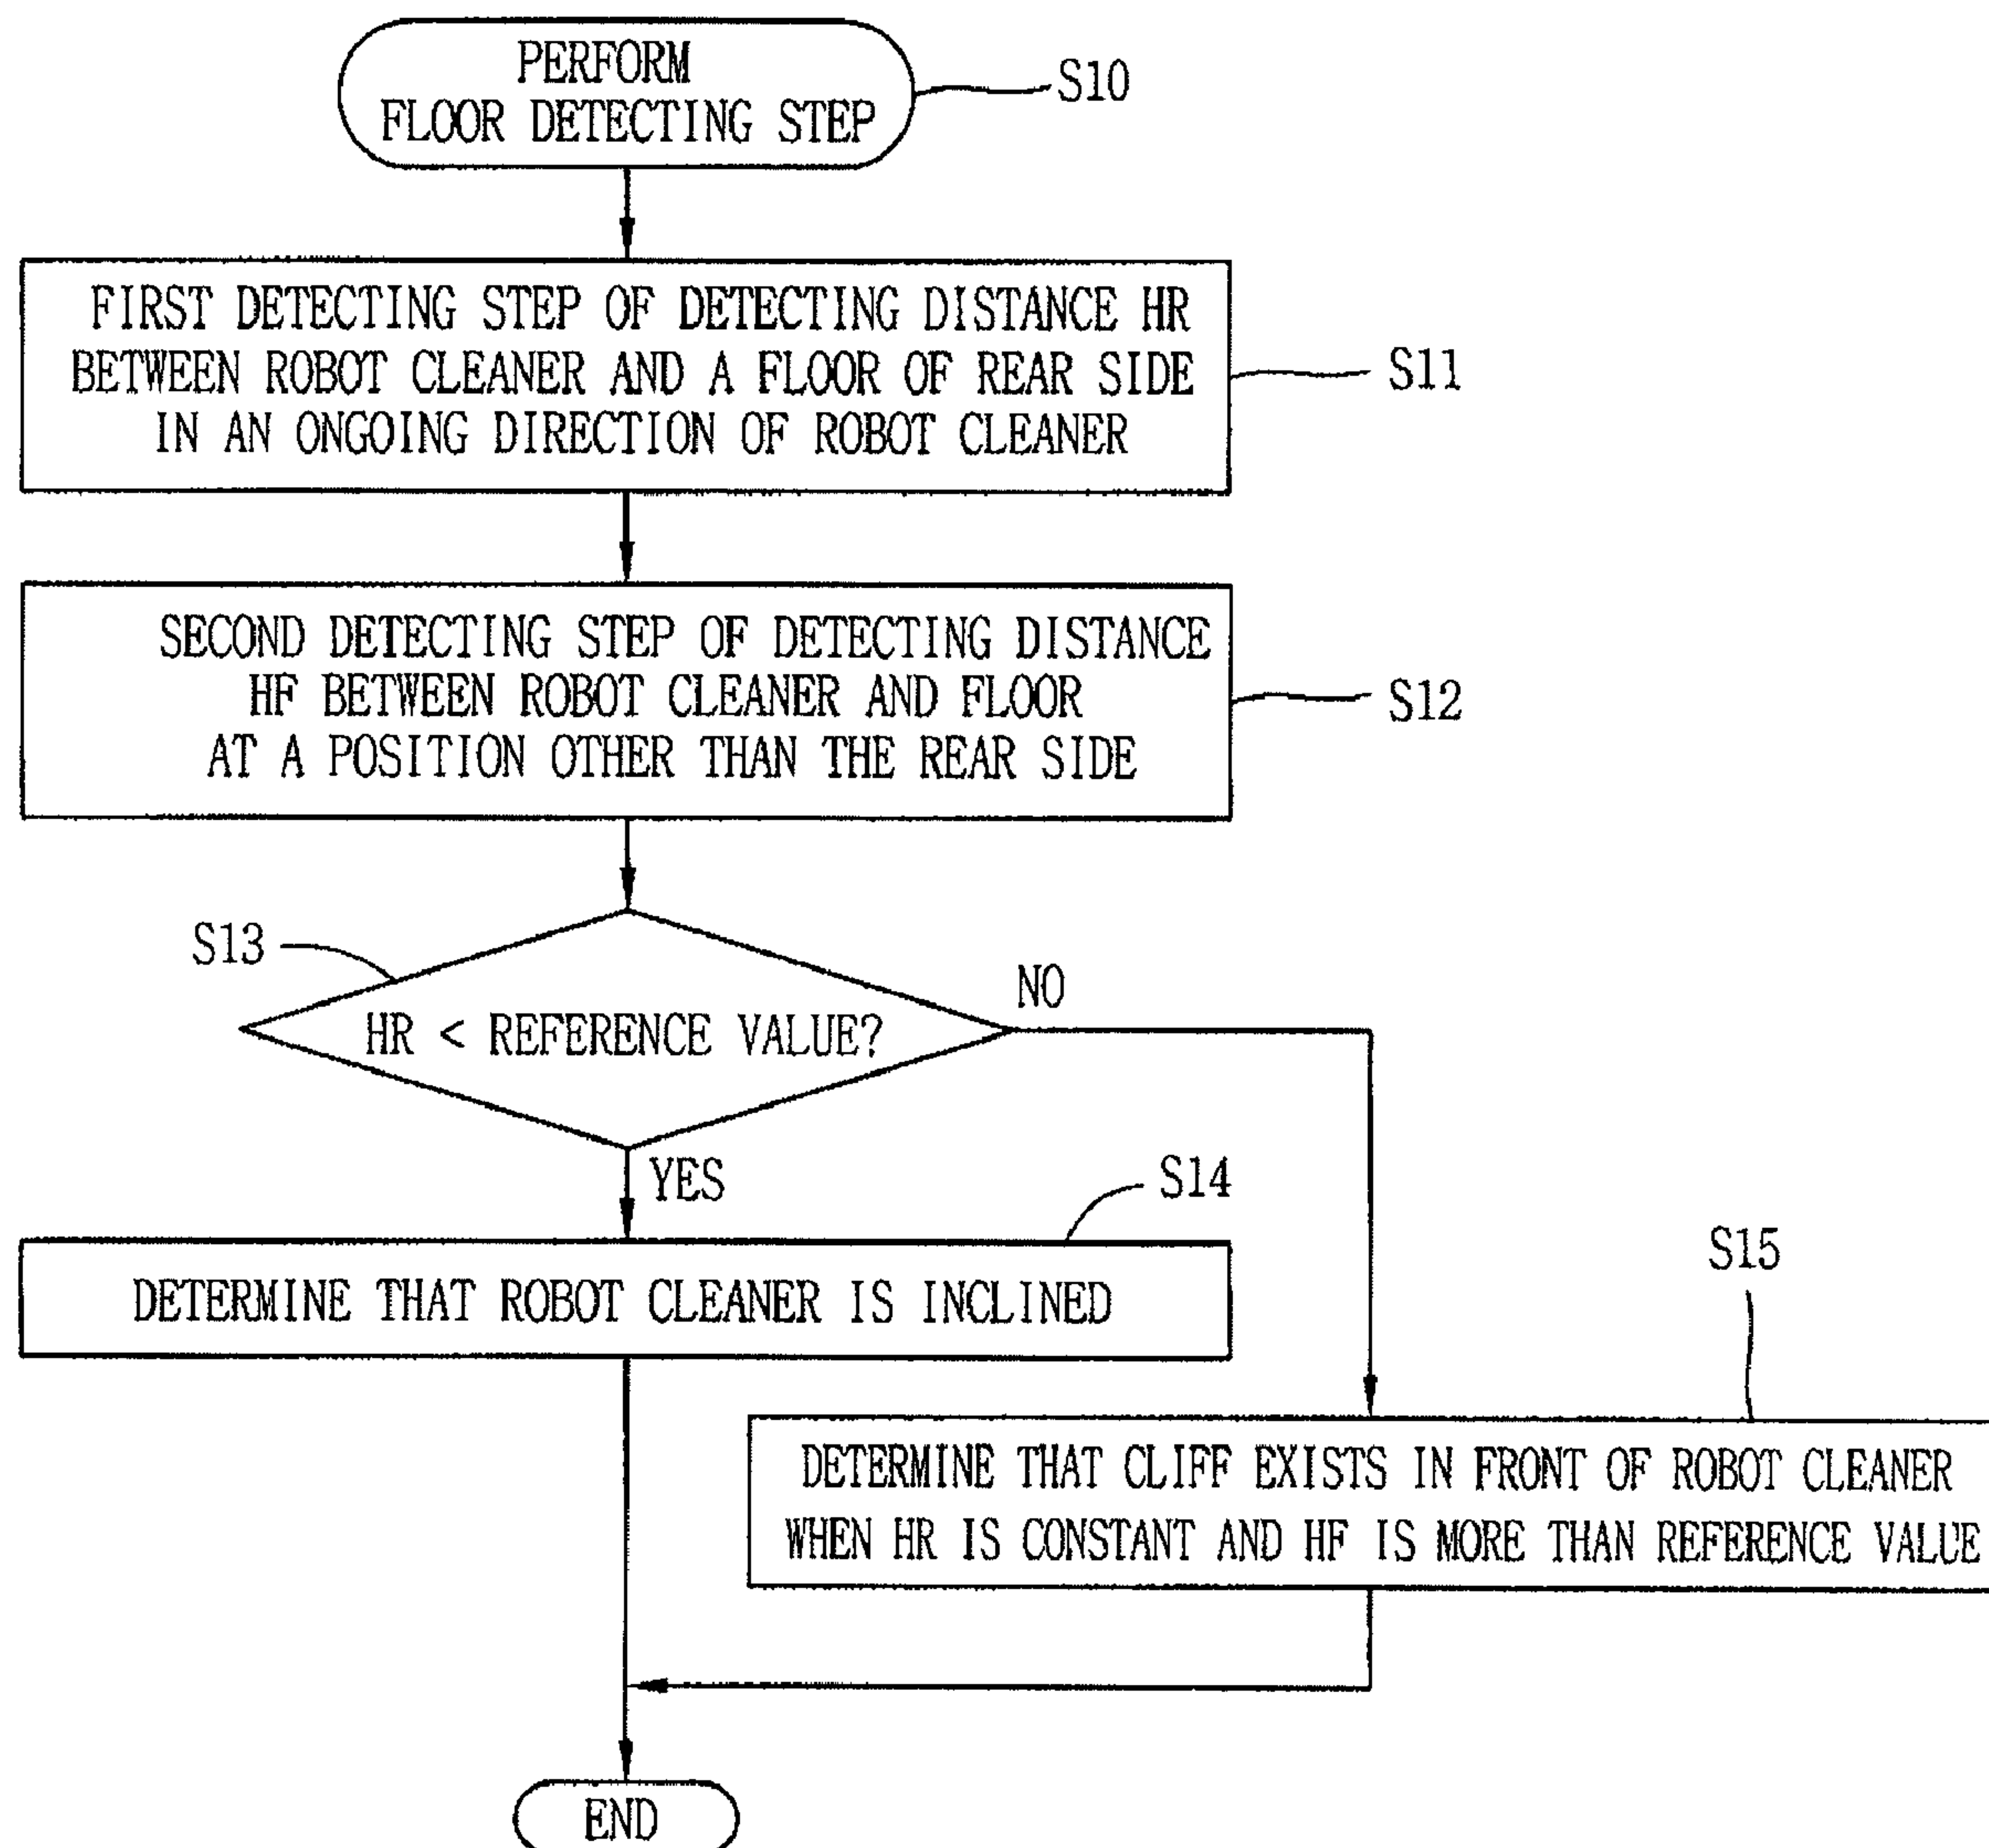 PERFORM
FLOOR DETECTING STEP
S10
FIRST DETECTING STEP OF DETECTING DISTANCE HR
BETWEEN ROBOT CLEANER AND A FLOOR OF REAR SIDE
IN AN ONGOING DIRECTION OF ROBOT CLEANER
S11
SECOND DETECTING STEP OF DETECTING DISTANCE
HF BETWEEN ROBOT CLEANER AND FLOOR
AT A POSITION OTHER THAN THE REAR SIDE
S12
S13
HR < REFERENCE VALUE?
NO
YES
S14
DETERMINE THAT ROBOT CLEANER IS INCLINED
S15
DETERMINE THAT CLIFF EXISTS IN FRONT OF ROBOT CLEANER
WHEN HR IS CONSTANT AND HF IS MORE THAN REFERENCE VALUE
END